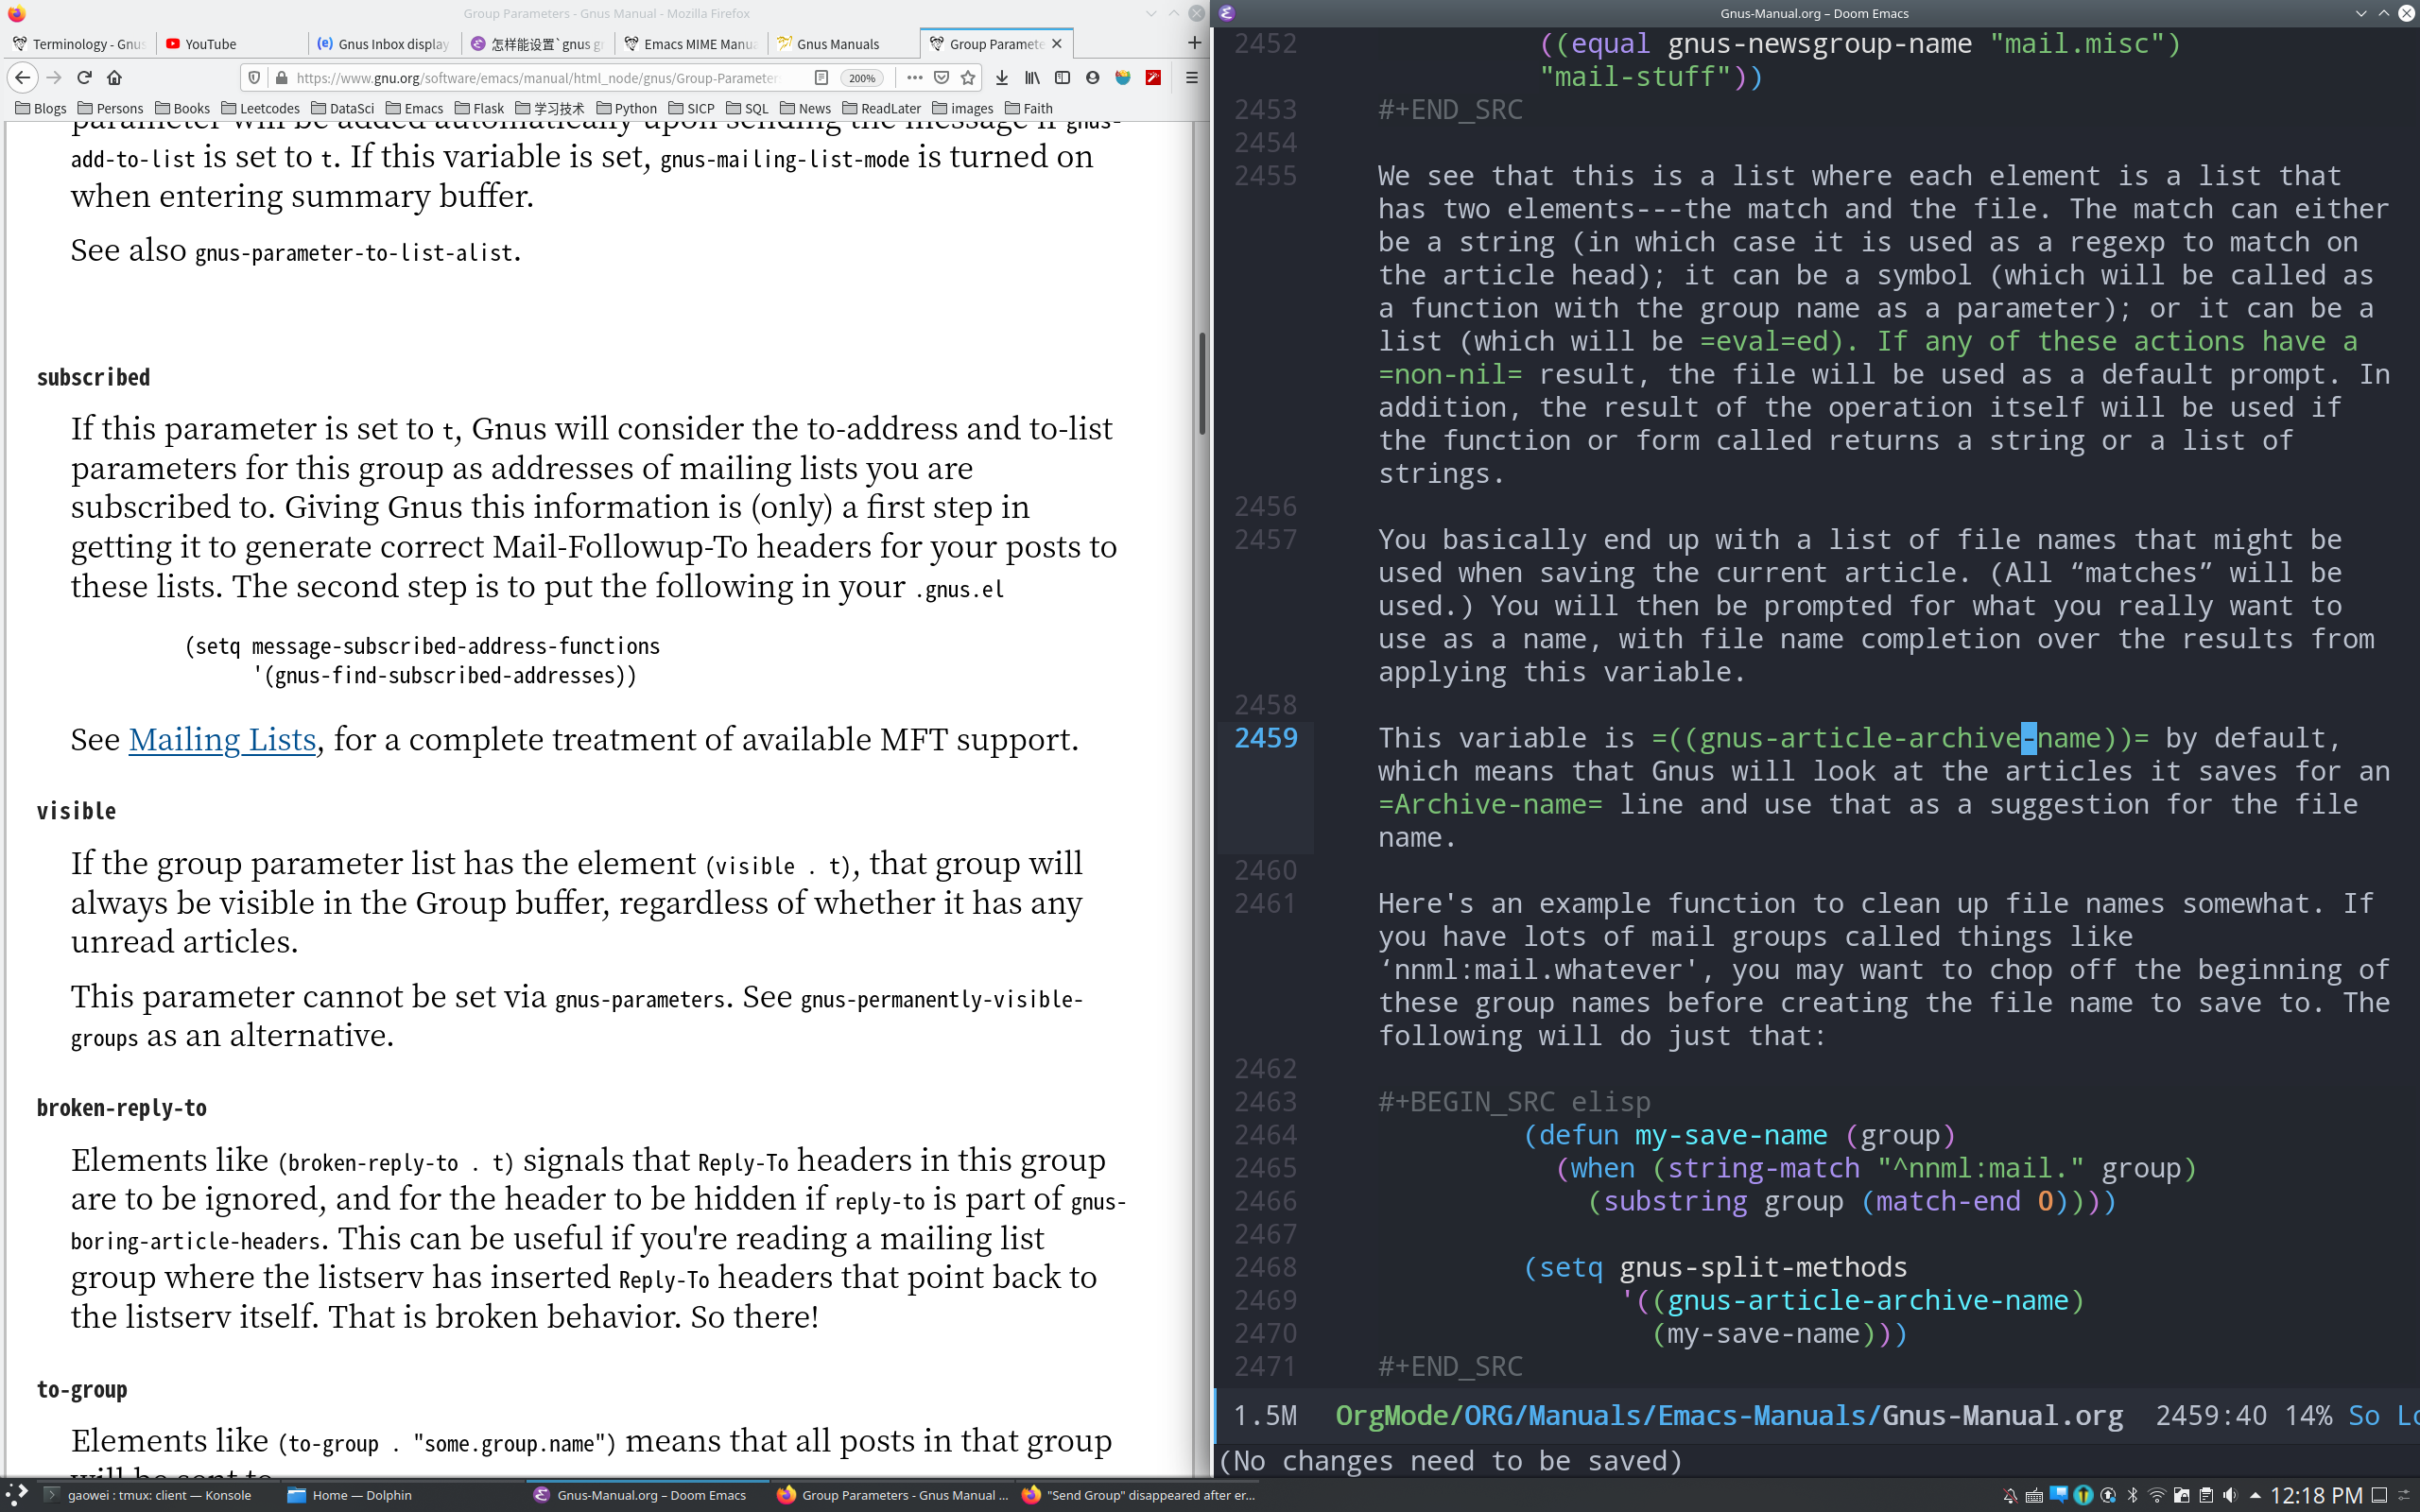 Group Parameters - Gnus Manual - Mozilla Firefox
Terminology - Gnus
YouTube
Gnus Inbox display
怎样能设置`gnus g
Emacs MIME Manua
Gnus Manuals
Group Paramete
https://www.gnu.org/software/emacs/manual/html_node/gnus/Group-Parameter
200%
Blogs
Persons
Books
Leetcodes
DataSci
Emacs
Flask
学习技术
Python
SICP
SQL
News
ReadLater
images
Faith
parameter will be added automatically upon sending the message if gnus-
add-to-list is set to t. If this variable is set, gnus-mailing-list-mode is turned on
when entering summary buffer.
See also gnus-parameter-to-list-alist.
subscribed
If this parameter is set to t, Gnus will consider the to-address and to-list
parameters for this group as addresses of mailing lists you are
subscribed to. Giving Gnus this information is (only) a first step in
getting it to generate correct Mail-Followup-To headers for your posts to
these lists. The second step is to put the following in your .gnus.el
(setq message-subscribed-address-functions
'(gnus-find-subscribed-addresses))
See Mailing Lists, for a complete treatment of available MFT support.
visible
If the group parameter list has the element (visible . t), that group will
always be visible in the Group buffer, regardless of whether it has any
unread articles.
This parameter cannot be set via gnus-parameters. See gnus-permanently-visible-
groups as an alternative.
broken-reply-to
Elements like (broken-reply-to . t) signals that Reply-To headers in this group
are to be ignored, and for the header to be hidden if reply-to is part of gnus-
boring-article-headers. This can be useful if you're reading a mailing list
group where the listserv has inserted Reply-To headers that point back to
the listserv itself. That is broken behavior. So there!
to-group
Elements like (to-group . "some.group.name") means that all posts in that group
will be sent to
Gnus-Manual.org – Doom Emacs
2452 ((equal gnus-newsgroup-name "mail.misc")
"mail-stuff"))
2453 #+END_SRC
2454
2455 We see that this is a list where each element is a list that
has two elements---the match and the file. The match can either
be a string (in which case it is used as a regexp to match on
the article head); it can be a symbol (which will be called as
a function with the group name as a parameter); or it can be a
list (which will be =eval=ed). If any of these actions have a
=non-nil= result, the file will be used as a default prompt. In
addition, the result of the operation itself will be used if
the function or form called returns a string or a list of
strings.
2456
2457 You basically end up with a list of file names that might be
used when saving the current article. (All “matches” will be
used.) You will then be prompted for what you really want to
use as a name, with file name completion over the results from
applying this variable.
2458
2459 This variable is =((gnus-article-archive-name))= by default,
which means that Gnus will look at the articles it saves for an
=Archive-name= line and use that as a suggestion for the file
name.
2460
2461 Here's an example function to clean up file names somewhat. If
you have lots of mail groups called things like
‘nnml:mail.whatever', you may want to chop off the beginning of
these group names before creating the file name to save to. The
following will do just that:
2462
2463 #+BEGIN_SRC elisp
2464 (defun my-save-name (group)
2465 (when (string-match "^nnml:mail." group)
2466 (substring group (match-end 0))))
2467
2468 (setq gnus-split-methods
2469 '((gnus-article-archive-name)
2470 (my-save-name)))
2471 #+END_SRC
1.5M OrgMode/ORG/Manuals/Emacs-Manuals/Gnus-Manual.org 2459:40 14% So Lo
(No changes need to be saved)
gaowei : tmux: client — Konsole
Home — Dolphin
Gnus-Manual.org – Doom Emacs
Group Parameters - Gnus Manual ...
"Send Group" disappeared after er...
12:18 PM